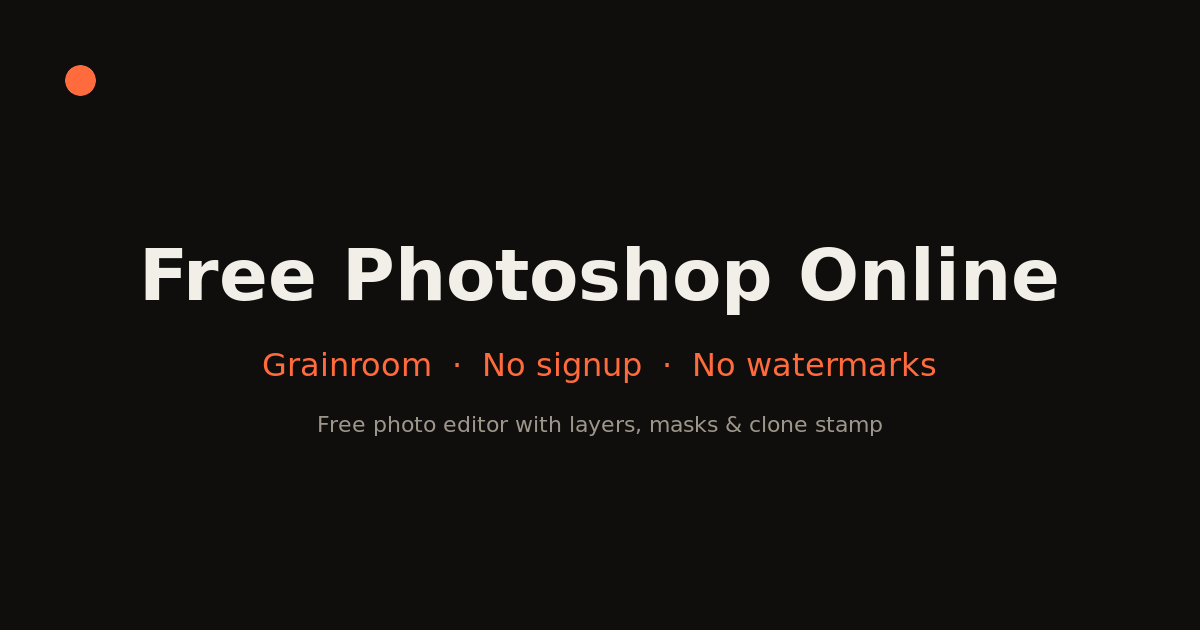 Free Photoshop Online
Grainroom · No signup · No watermarks
Free photo editor with layers, masks & clone stamp